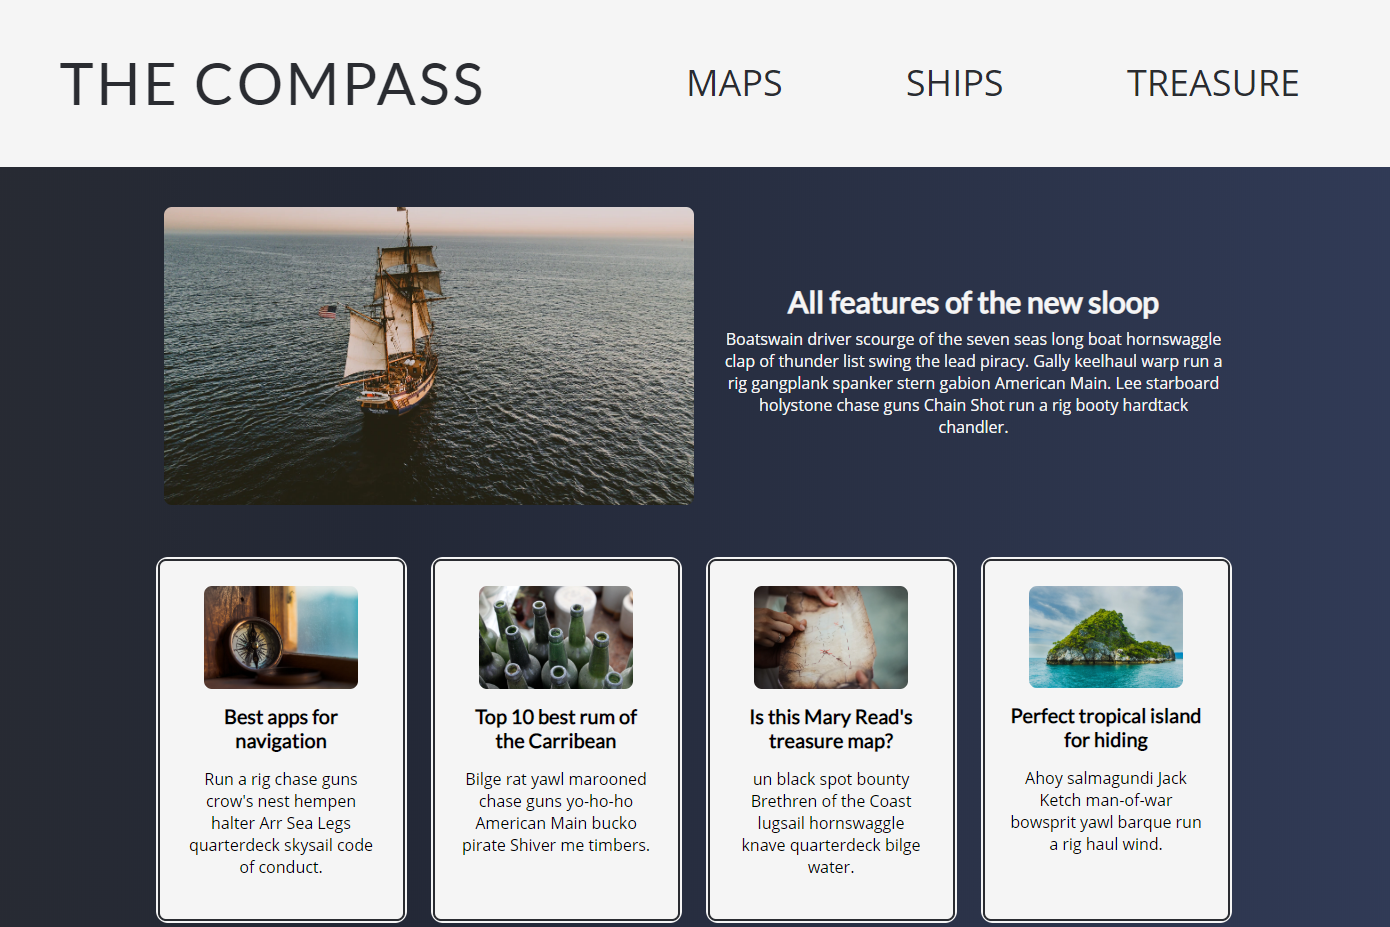 THE COMPASS
MAPS
SHIPS
TREASURE
All features of the new sloop
Boatswain driver scourge of the seven seas long boat hornswaggle
clap of thunder list swing the lead piracy. Gally keelhaul warp run a
rig gangplank spanker stern gabion American Main. Lee starboard
holystone chase guns Chain Shot run a rig booty hardtack
chandler.
Best apps for
navigation
Run a rig chase guns
crow's nest hempen
halter Arr Sea Legs
quarterdeck skysail code
of conduct.
Top 10 best rum of
the Carribean
Bilge rat yawl marooned
chase guns yo-ho-ho
American Main bucko
pirate Shiver me timbers.
Is this Mary Read's
treasure map?
un black spot bounty
Brethren of the Coast
lugsail hornswaggle
knave quarterdeck bilge
water.
Perfect tropical island
for hiding
Ahoy salmagundi Jack
Ketch man-of-war
bowsprit yawl barque run
a rig haul wind.